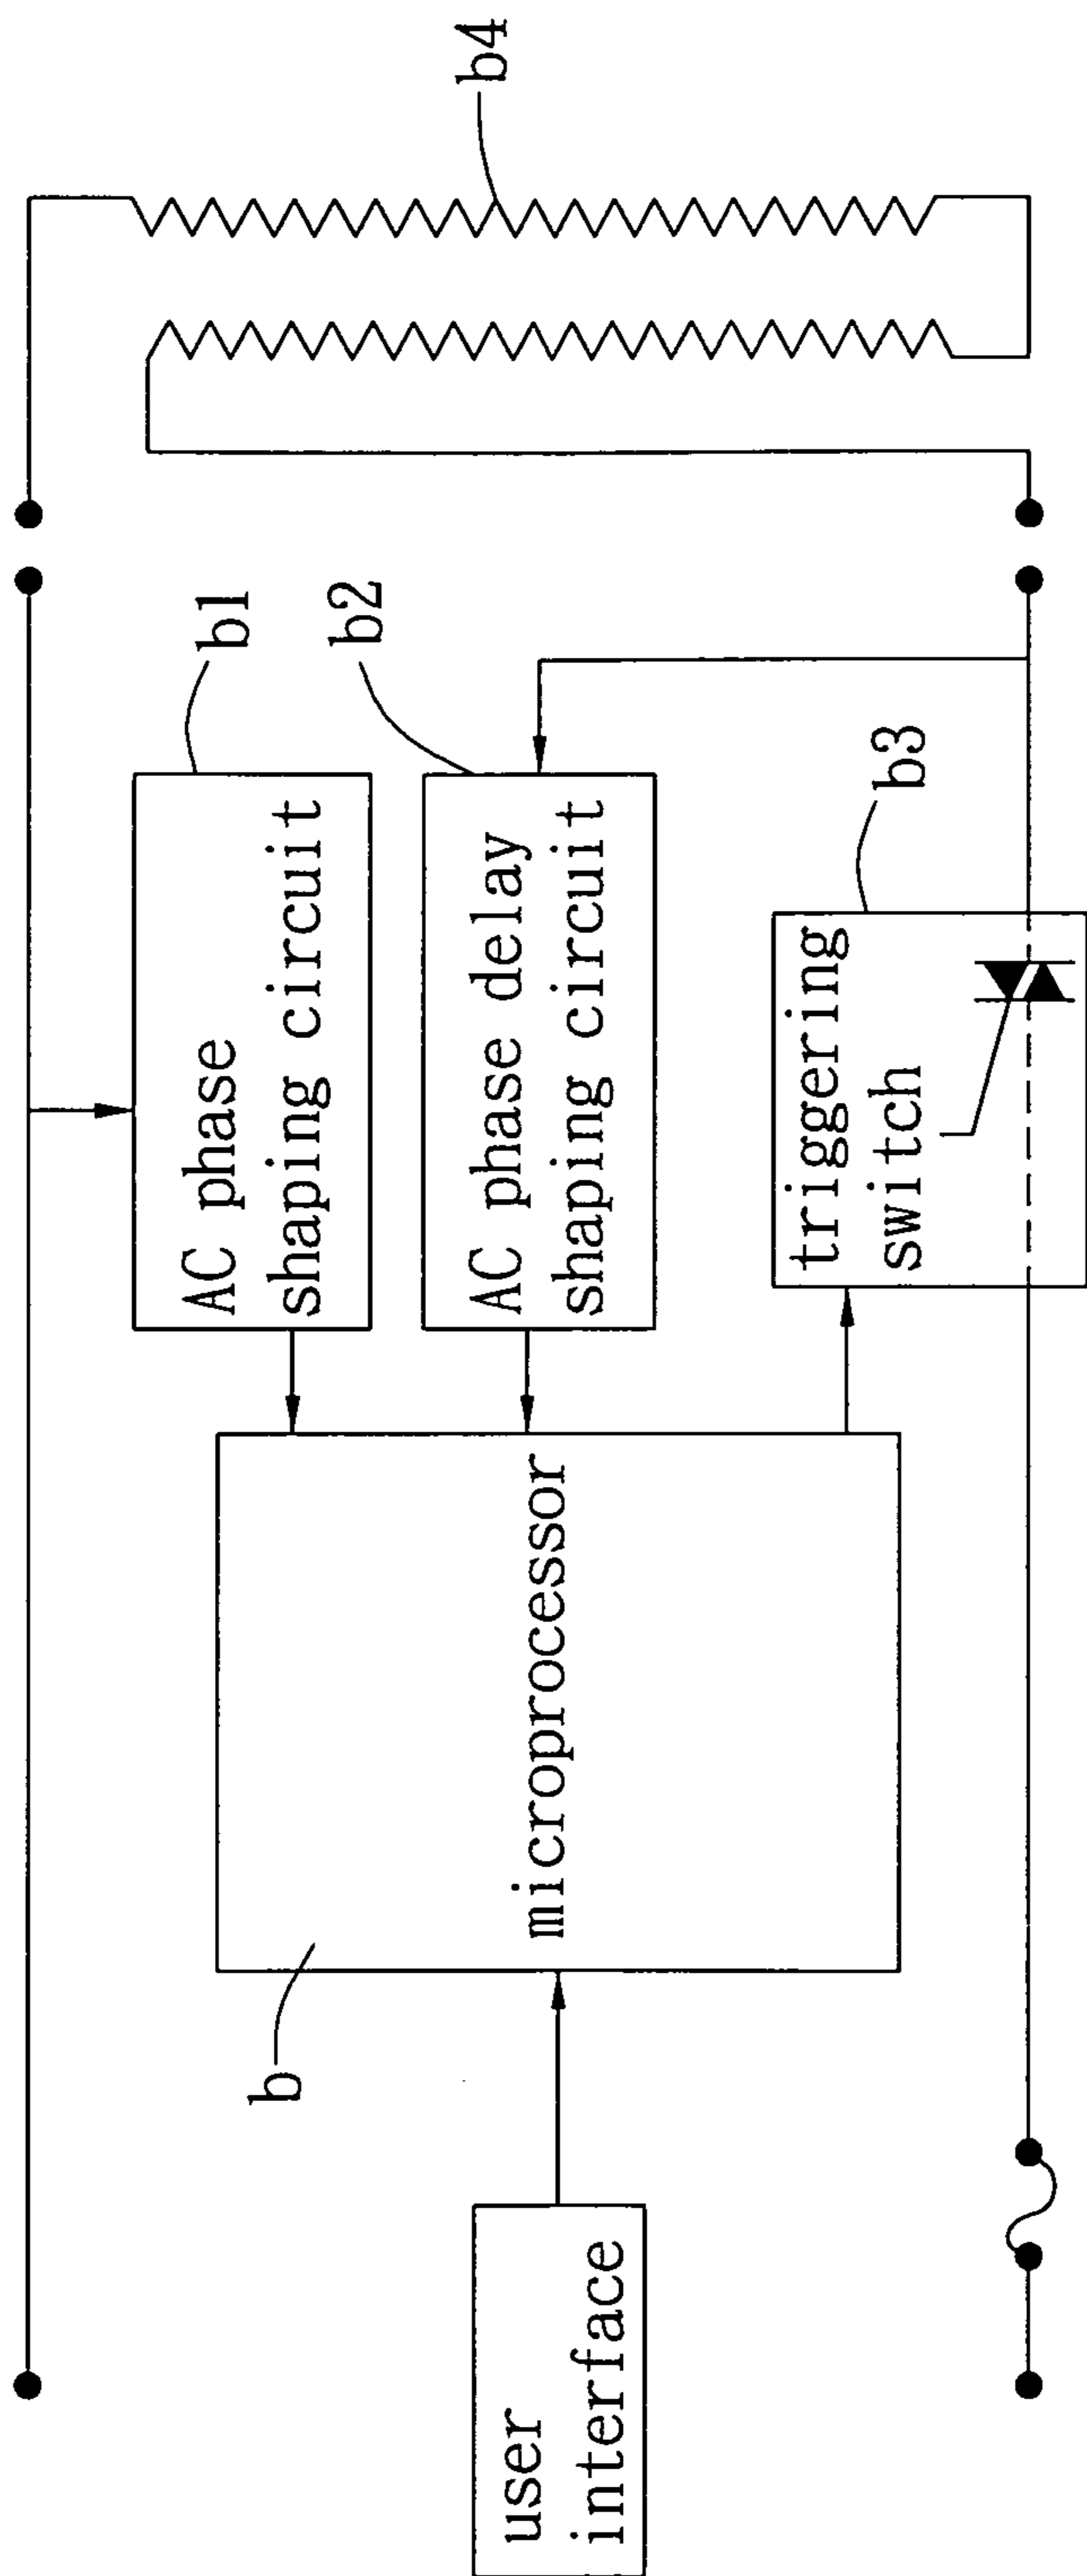 user
interface
b
microprocessor
AC phase
shaping circuit
b1
AC phase delay
shaping circuit
b2
triggering
switch
b3
b4